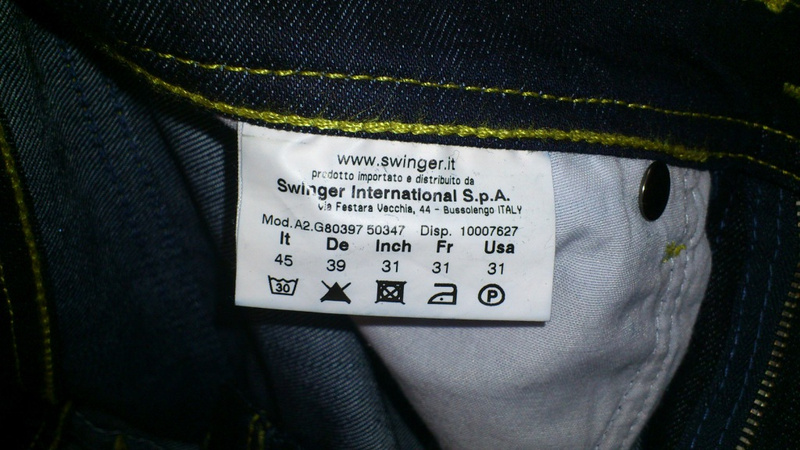 www.swinger.it
prodotto importato e distribuito da
Swinger International S.p.A.
via Festara Vecchia, 44 - Bussolengo ITALY
Mod.A2.G80397 50347 Disp. 10007627
It De Inch Fr Usa
45 39 31 31 31
30 P